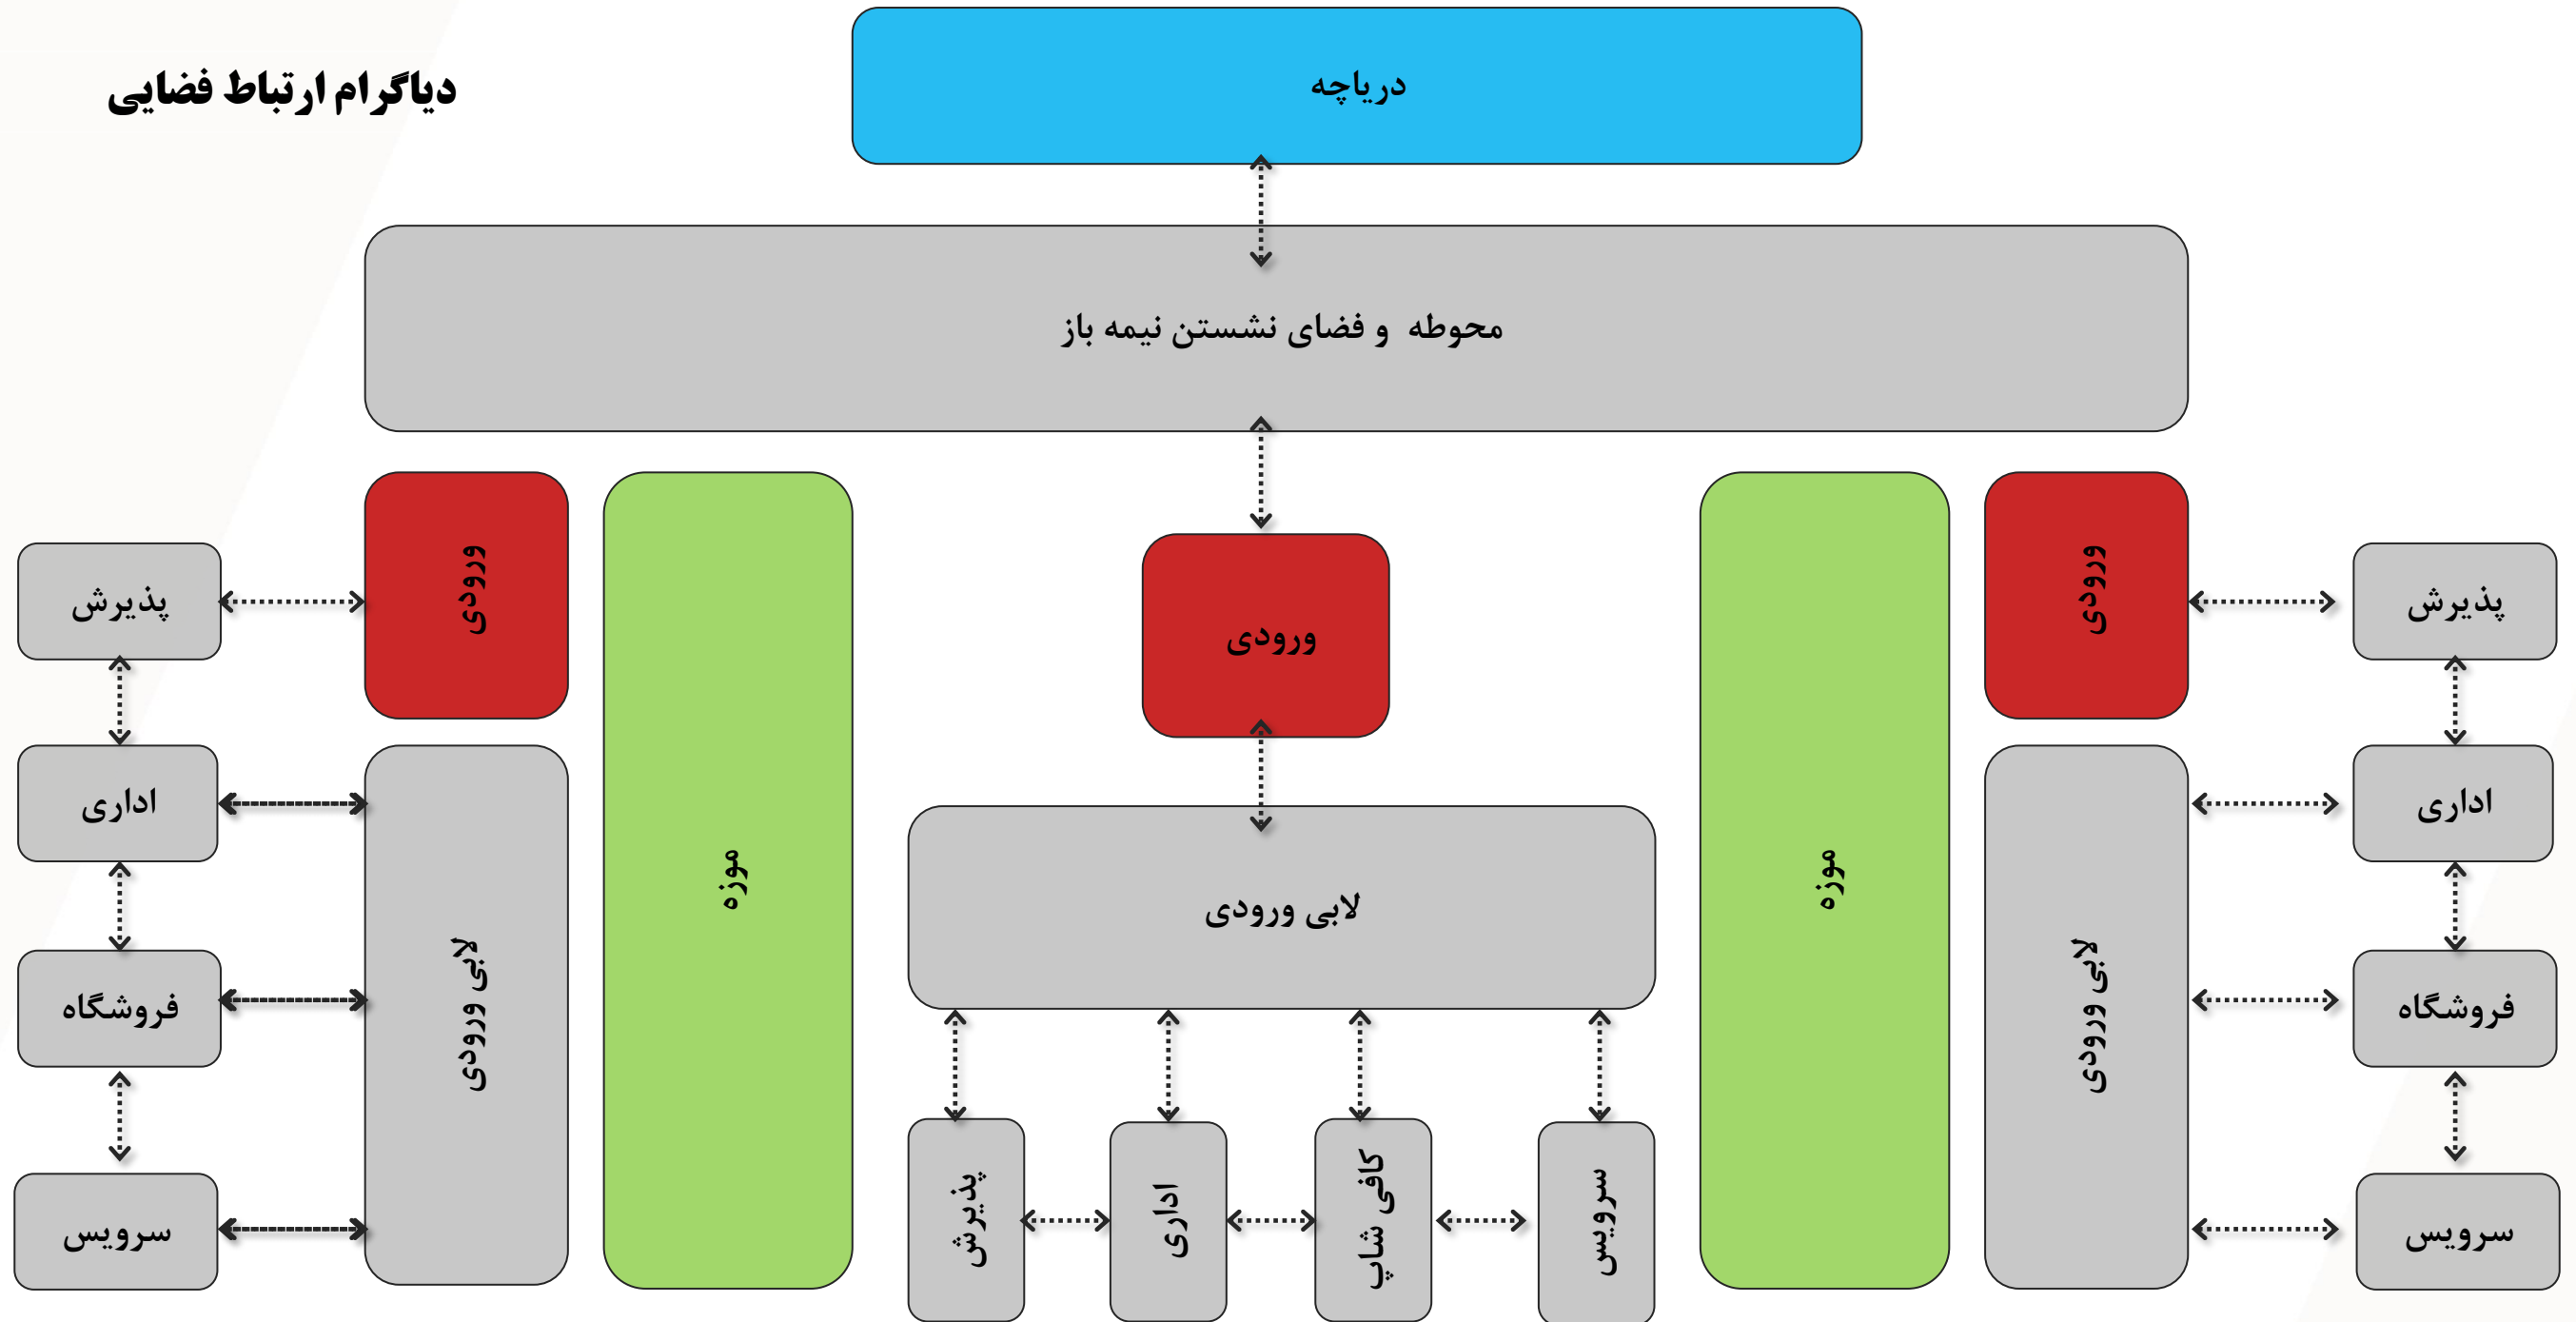 دیاگرام ارتباط فضایی
دریاچه
محوطه و فضای نشستن نیمه باز
پذیرش
ورودی
موزه
ورودی
موزه
ورودی
پذیرش
اداری
لابی ورودی
اداری
فروشگاه
لابی ورودی
لابی ورودی
فروشگاه
سرویس
کافی شاپ
اداری
پذیرش
سرویس
سرویس